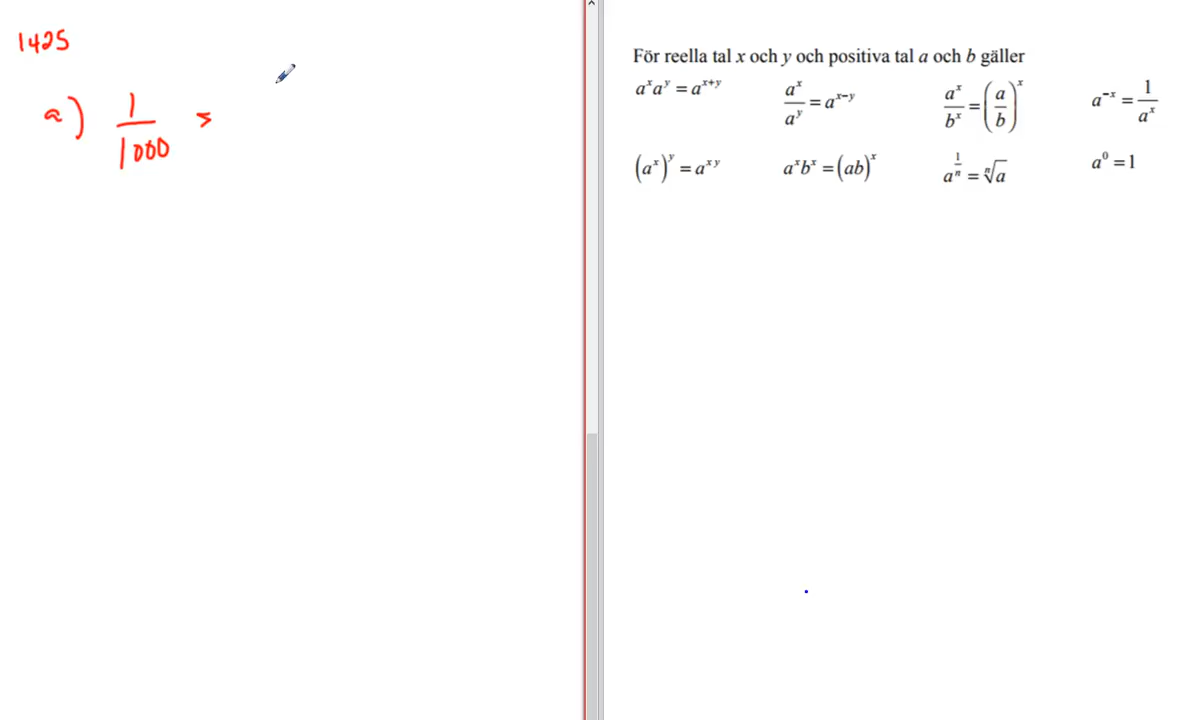 1425
a) 1/1000 =
För reella tal x och y och positiva tal a och b gäller
a^x a^y = a^{x+y}  a^x/a^y = a^{x-y}  a^x/b^x = (a/b)^x  a^{-x} = 1/a^x
(a^x)^y = a^{xy}  a^x b^x = (ab)^x  a^{1/n} = ⁿ√a  a^0 = 1